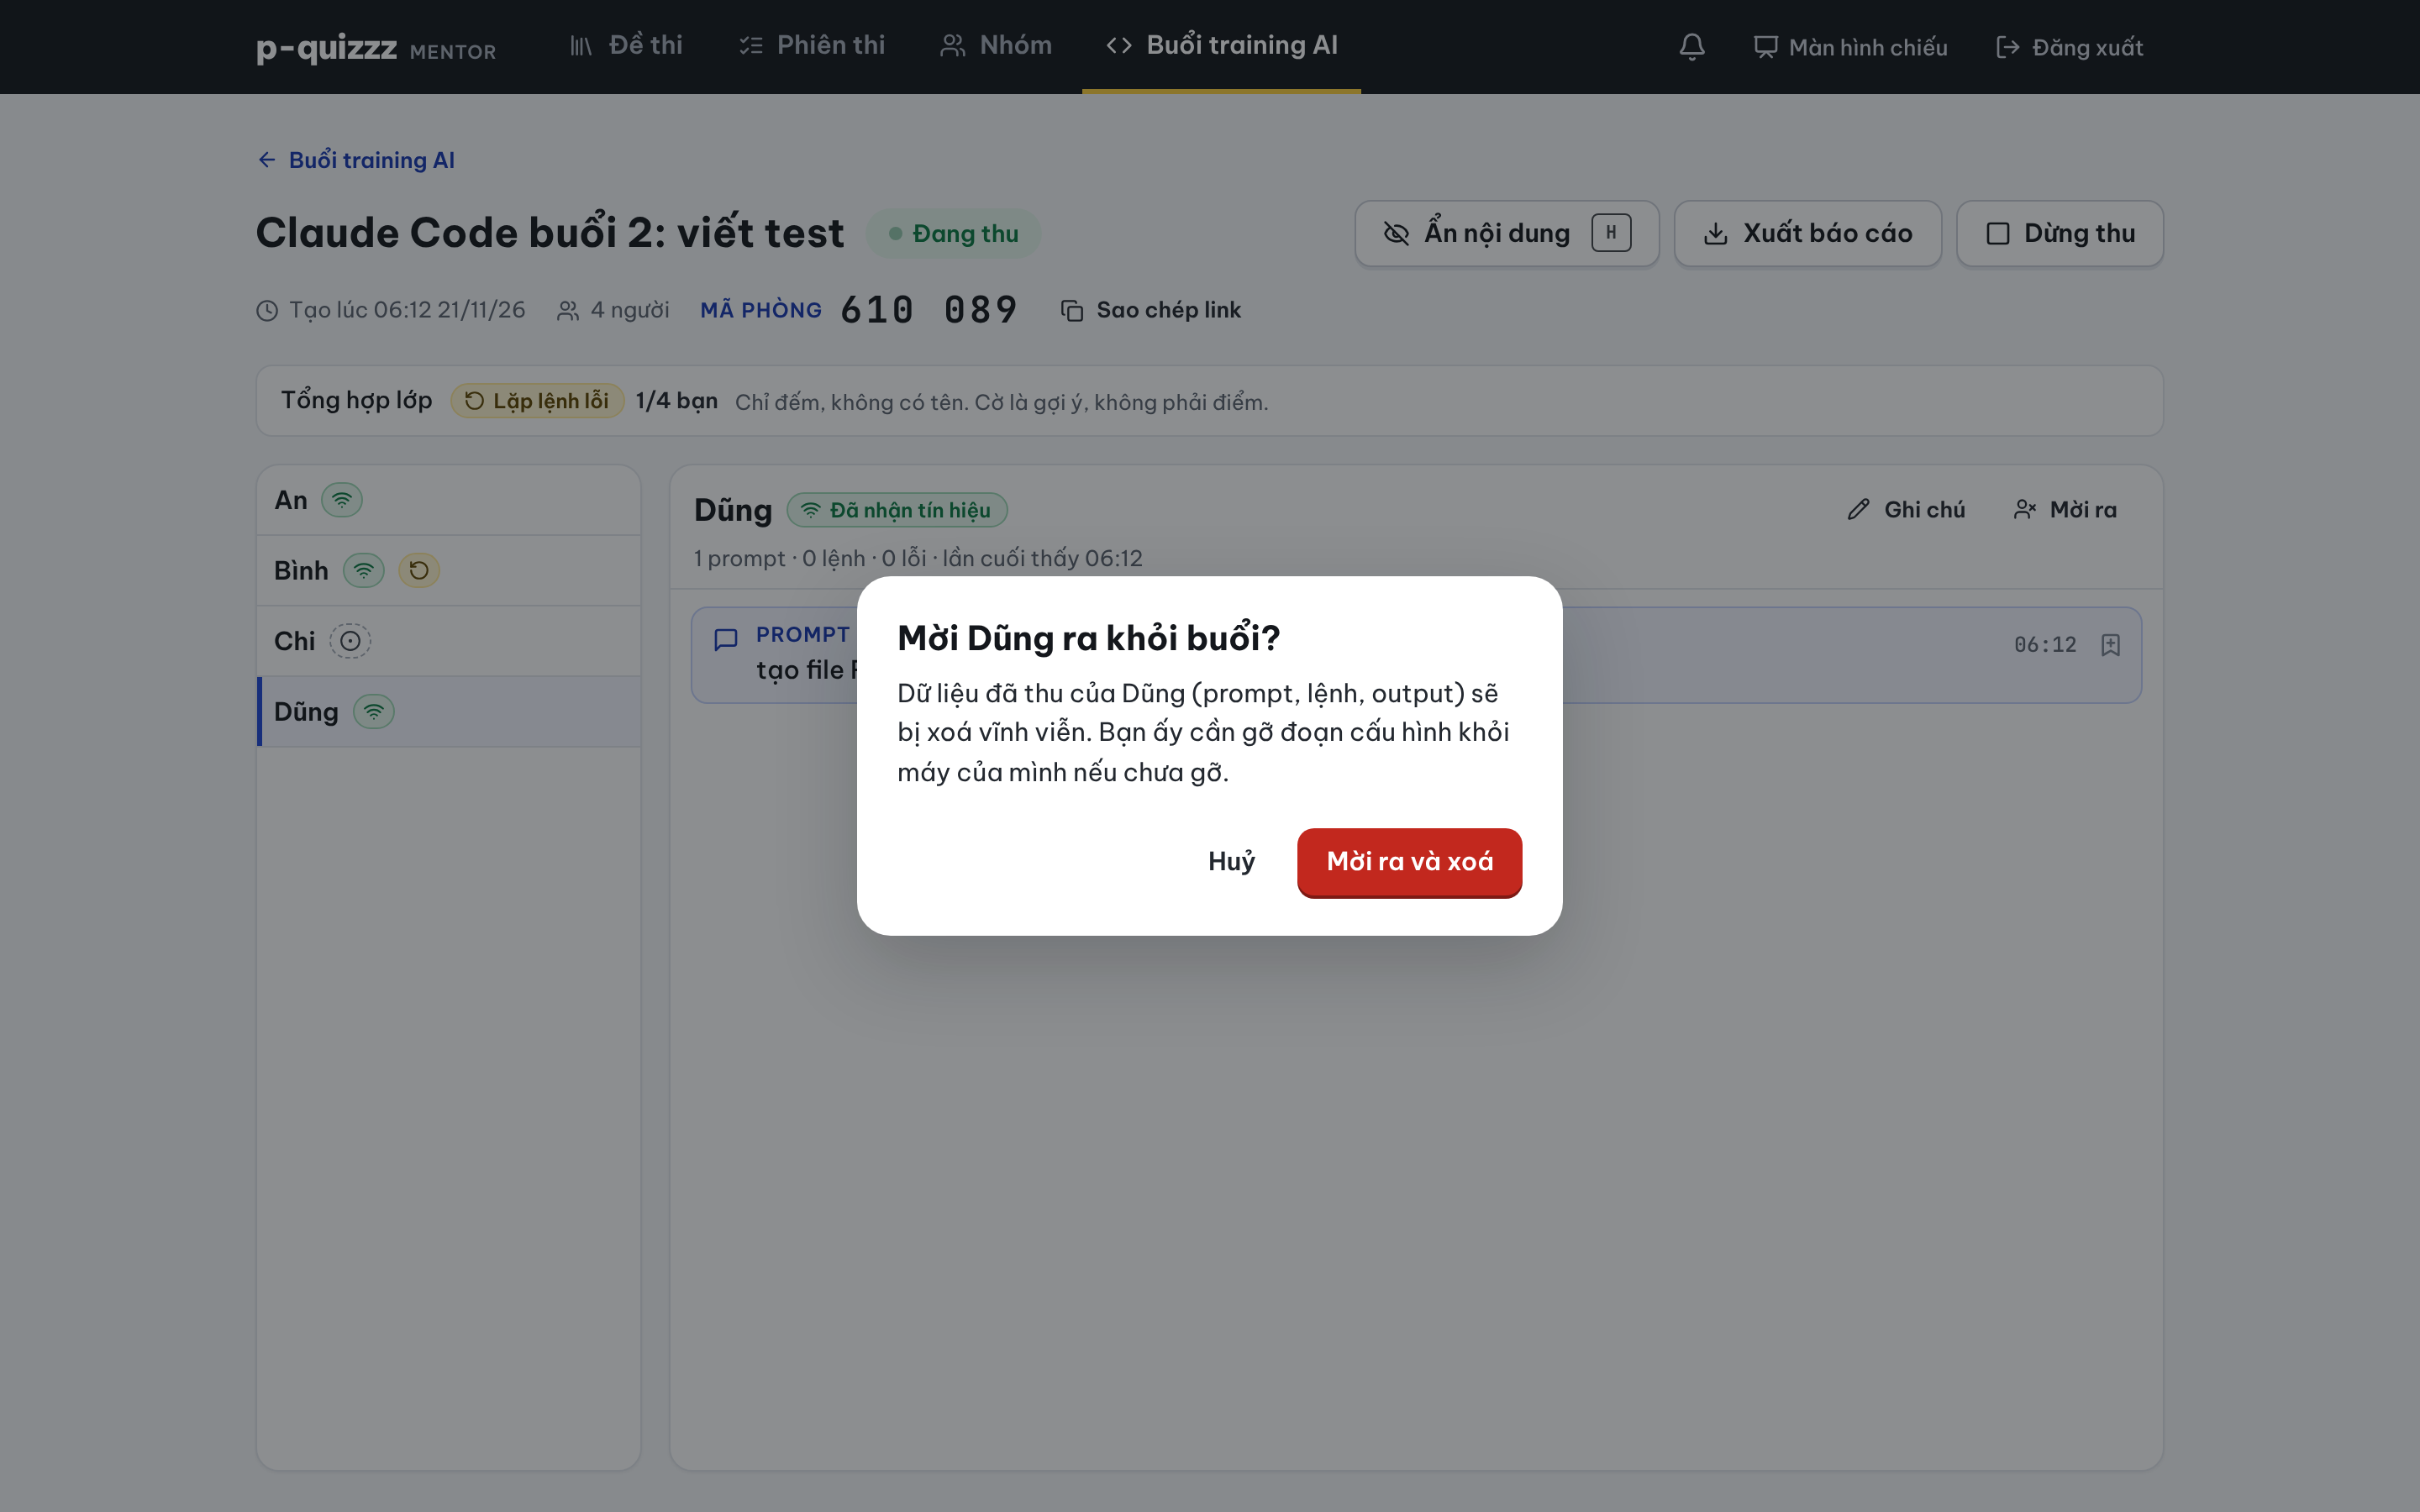 p-quizzz MENTOR
Đề thi
Phiên thi
Nhóm
Buổi training AI
Màn hình chiếu
Đăng xuất
Buổi training AI
Claude Code buổi 2: viết test
Đang thu
Ẩn nội dung H
Xuất báo cáo
Dừng thu
Tạo lúc 06:12 21/11/26
4 người
MÃ PHÒNG 610 089
Sao chép link
Tổng hợp lớp
Lặp lệnh lỗi
1/4 bạn
Chỉ đếm, không có tên. Cờ là gợi ý, không phải điểm.
An
Bình
Chi
Dũng
Dũng
Đã nhận tín hiệu
Ghi chú
Mời ra
1 prompt · 0 lệnh · 0 lỗi · lần cuối thấy 06:12
PROMPT
06:12
tạo file
Mời Dũng ra khỏi buổi?
Dữ liệu đã thu của Dũng (prompt, lệnh, output) sẽ
bị xoá vĩnh viễn. Bạn ấy cần gỡ đoạn cấu hình khỏi
máy của mình nếu chưa gỡ.
Huỷ
Mời ra và xoá